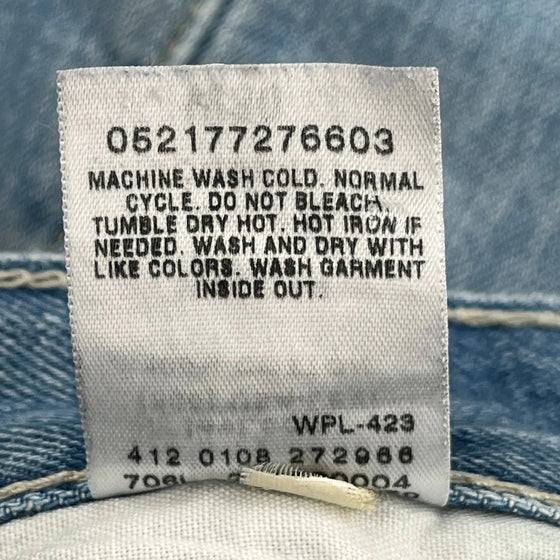 052177276603
MACHINE WASH COLD. NORMAL
CYCLE. DO NOT BLEACH.
TUMBLE DRY HOT. HOT IRON IF
NEEDED. WASH AND DRY WITH
LIKE COLORS. WASH GARMENT
INSIDE OUT.
WPL-423
412 0108 272966